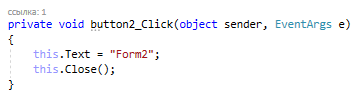 ссылка: 1
private void button2_Click(object sender, EventArgs e)
{
this.Text = "Form2";
this.Close();
}